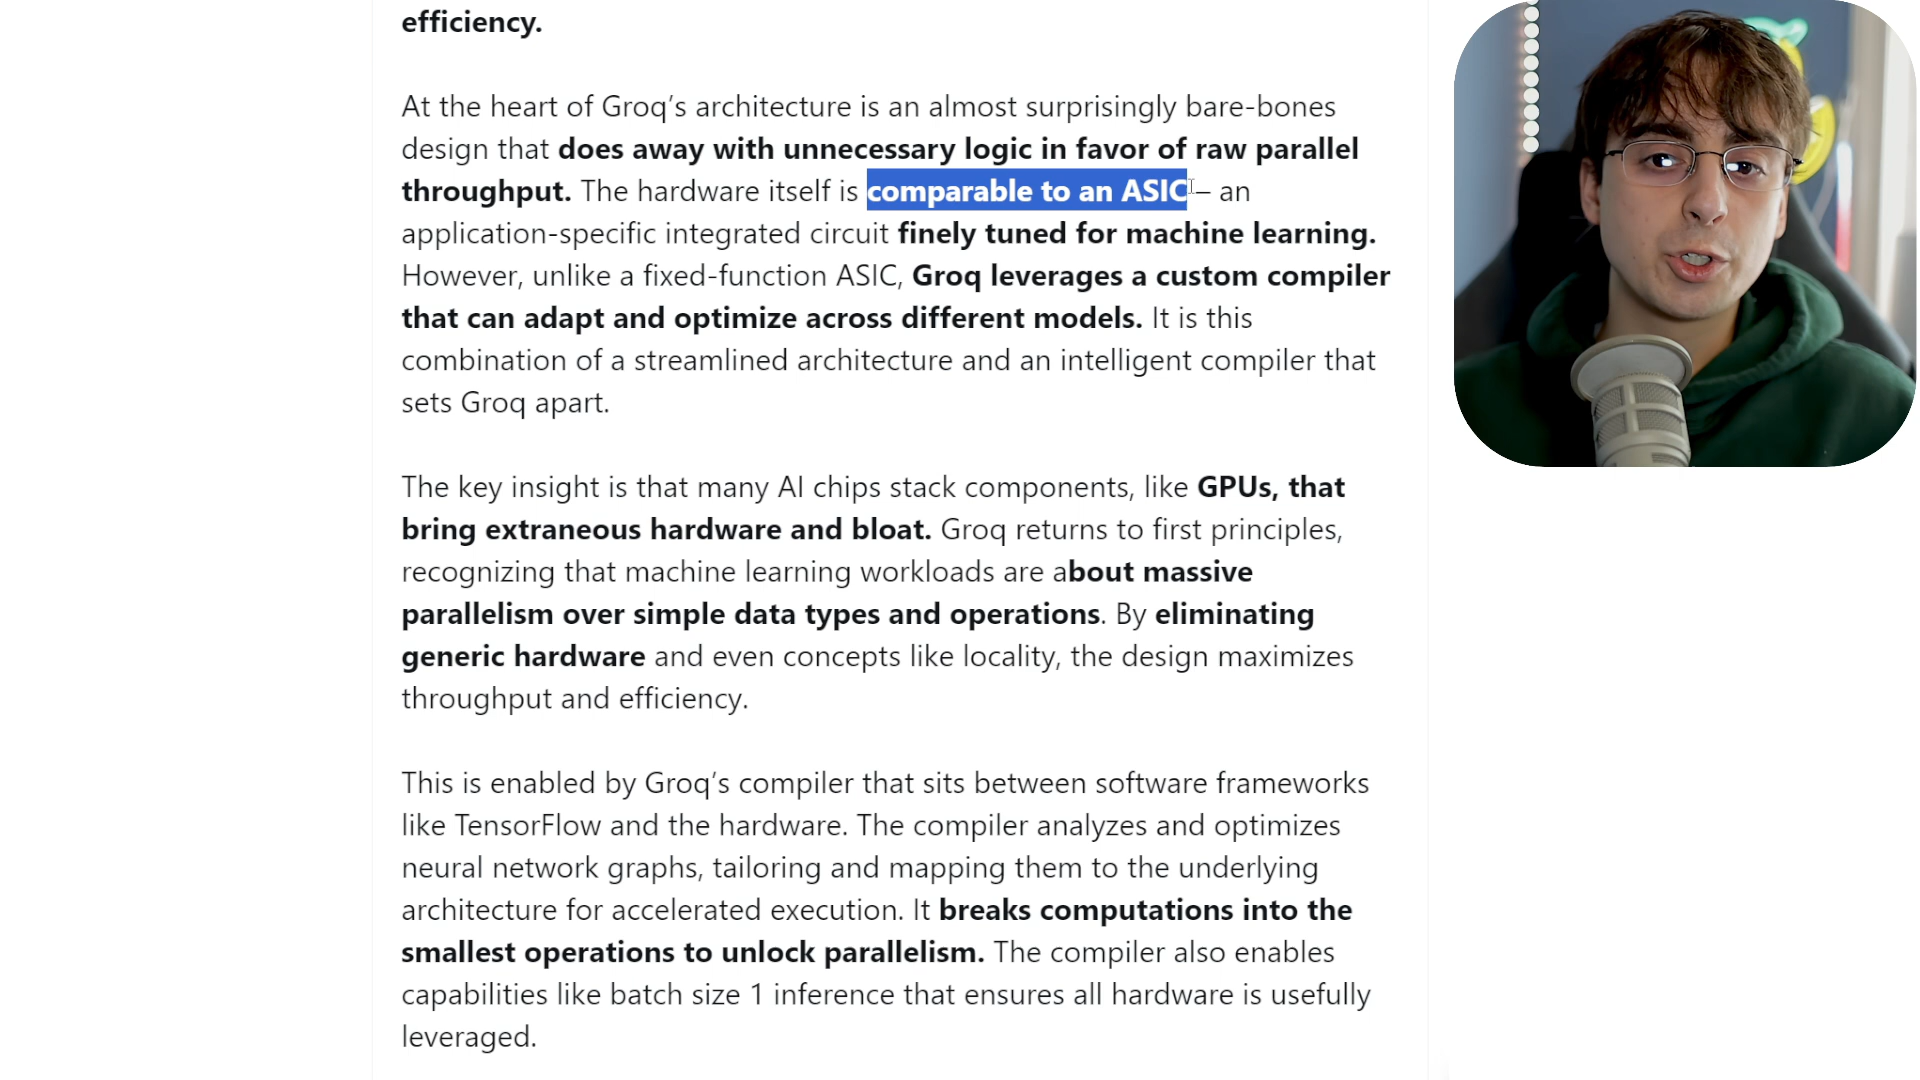 efficiency.
At the heart of Groq’s architecture is an almost surprisingly bare-bones
design that does away with unnecessary logic in favor of raw parallel
throughput. The hardware itself is comparable to an ASIC – an
application-specific integrated circuit finely tuned for machine learning.
However, unlike a fixed-function ASIC, Groq leverages a custom compiler
that can adapt and optimize across different models. It is this
combination of a streamlined architecture and an intelligent compiler that
sets Groq apart.
The key insight is that many AI chips stack components, like GPUs, that
bring extraneous hardware and bloat. Groq returns to first principles,
recognizing that machine learning workloads are about massive
parallelism over simple data types and operations. By eliminating
generic hardware and even concepts like locality, the design maximizes
throughput and efficiency.
This is enabled by Groq’s compiler that sits between software frameworks
like TensorFlow and the hardware. The compiler analyzes and optimizes
neural network graphs, tailoring and mapping them to the underlying
architecture for accelerated execution. It breaks computations into the
smallest operations to unlock parallelism. The compiler also enables
capabilities like batch size 1 inference that ensures all hardware is usefully
leveraged.